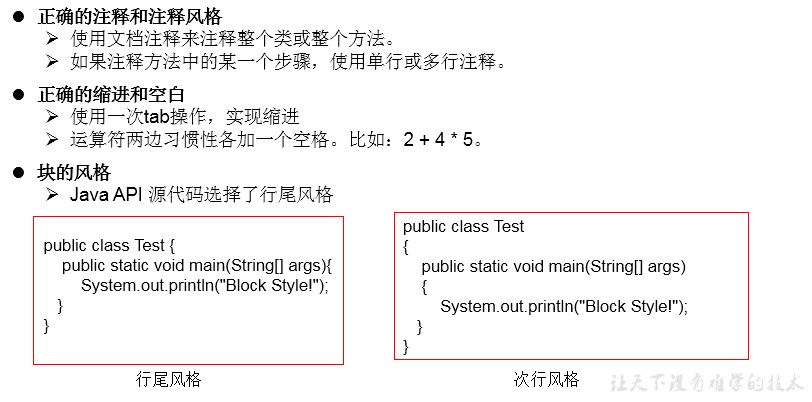 ● 正确的注释和注释风格
➢ 使用文档注释来注释整个类或整个方法。
➢ 如果注释方法中的某一个步骤，使用单行或多行注释。
● 正确的缩进和空白
➢ 使用一次tab操作，实现缩进
➢ 运算符两边习惯性各加一个空格。比如：2 + 4 * 5。
● 块的风格
➢ Java API 源代码选择了行尾风格
public class Test {
public static void main(String[] args){
System.out.println("Block Style!");
}
}
行尾风格
public class Test
{
public static void main(String[] args)
{
System.out.println("Block Style!");
}
}
次行风格
让天下没有难学的技术